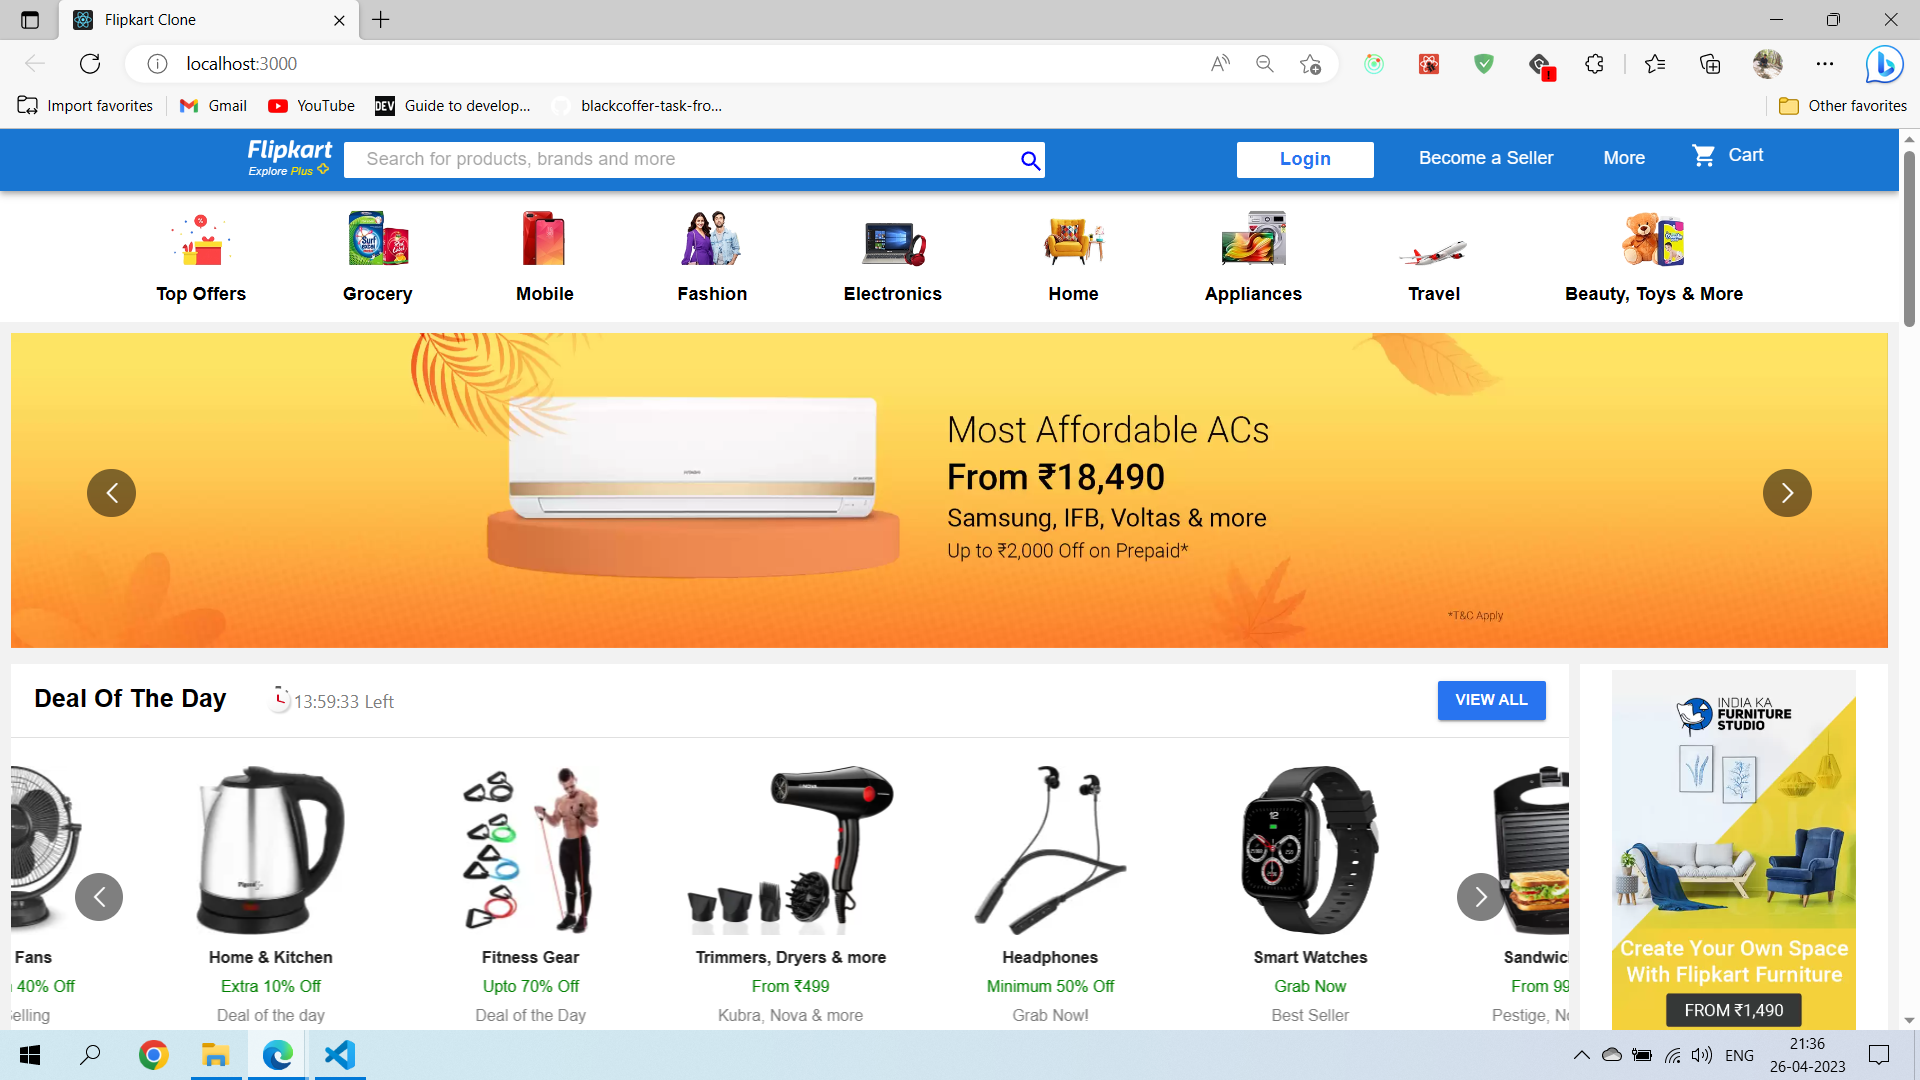 Flipkart Clone
localhost:3000
Import favorites
Gmail
YouTube
DEV
Guide to develop...
blackcoffer-task-fro...
Other favorites
Flipkart
Explore Plus
Search for products, brands and more
Login
Become a Seller
More
Cart
Top Offers
Grocery
Mobile
Fashion
Electronics
Home
Appliances
Travel
Beauty, Toys & More
Most Affordable ACs
From ₹18,490
Samsung, IFB, Voltas & more
Up to ₹2,000 Off on Prepaid*
*T&C Apply
Deal Of The Day
13:59:33 Left
VIEW ALL
INDIA KA
FURNITURE
STUDIO
Fans
40% Off
elling
Home & Kitchen
Extra 10% Off
Deal of the day
Fitness Gear
Upto 70% Off
Deal of the Day
Trimmers, Dryers & more
From ₹499
Kubra, Nova & more
Headphones
Minimum 50% Off
Grab Now!
Smart Watches
Grab Now
Best Seller
Sandwic
From 99
Pestige, N
Create Your Own Space
With Flipkart Furniture
FROM ₹1,490
ENG
21:36
26-04-2023